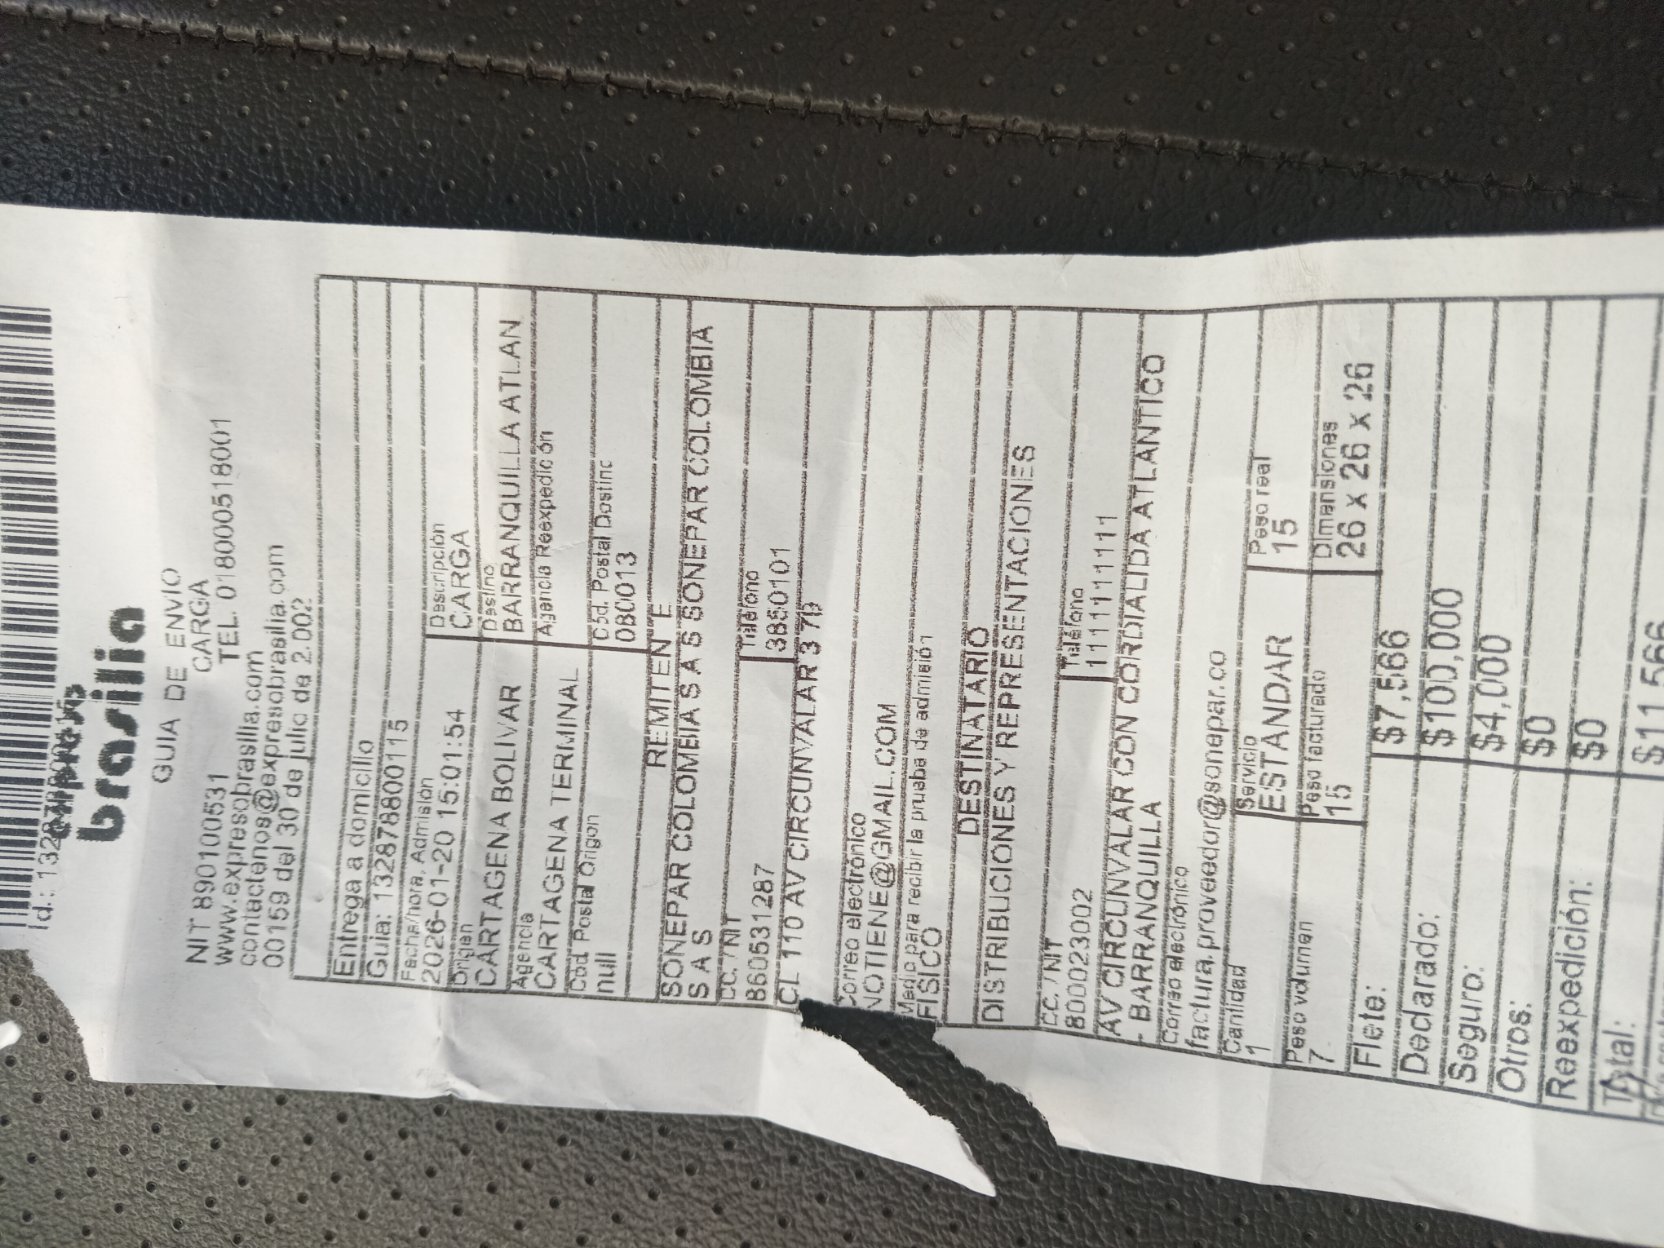 Id.: 1328788001
expreso
brasilia
GUIA DE ENVIO
CARGA
NIT 890100531 TEL. 018000518001
www.expresobrasilia.com
contactenos@expresobrasilia.com
00159 del 30 de julio de 2.002
Entrega a domicilio
Guia: 1328788000115
Fecha/hora, Admisión
2026-01-20 15:01:54
Descripción
CARGA
Origen
CARTAGENA BOLIVAR
Destino
BARRANQUILLA ATLAN
Agencia
CARTAGENA TERMINAL
Agencia Reexpedición
Cód. Postal Origen
null
Cód. Postal Destino
080013
REMITENTE
SONEPAR COLOMBIA S A S SONEPAR COLOMBIA
S A S
CC. / NIT
860531287
Teléfono
3850101
CL 110 AV CIRCUNVALAR 3 79
Correo electrónico
NOTIENE@GMAIL.COM
Medio para recibir la prueba de admisión
FISICO
DESTINATARIO
DISTRIBUCIONES Y REPRESENTACIONES
CC. / NIT
800023002
Teléfono
AV CIRCUNVALAR CON CORDIALIDA ATLANTICO
- BARRANQUILLA
Correo electrónico
factura.proveedor@sonepar.co
Cantidad
1
Servicio
ESTANDAR
Peso real
15
Peso volumen
7
Peso facturado
15
Dimensiones
26 x 26 x 26
Flete: $7,566
Declarado: $100,000
Seguro: $4,000
Otros: $0
Reexpedición: $0
Total: $11,566